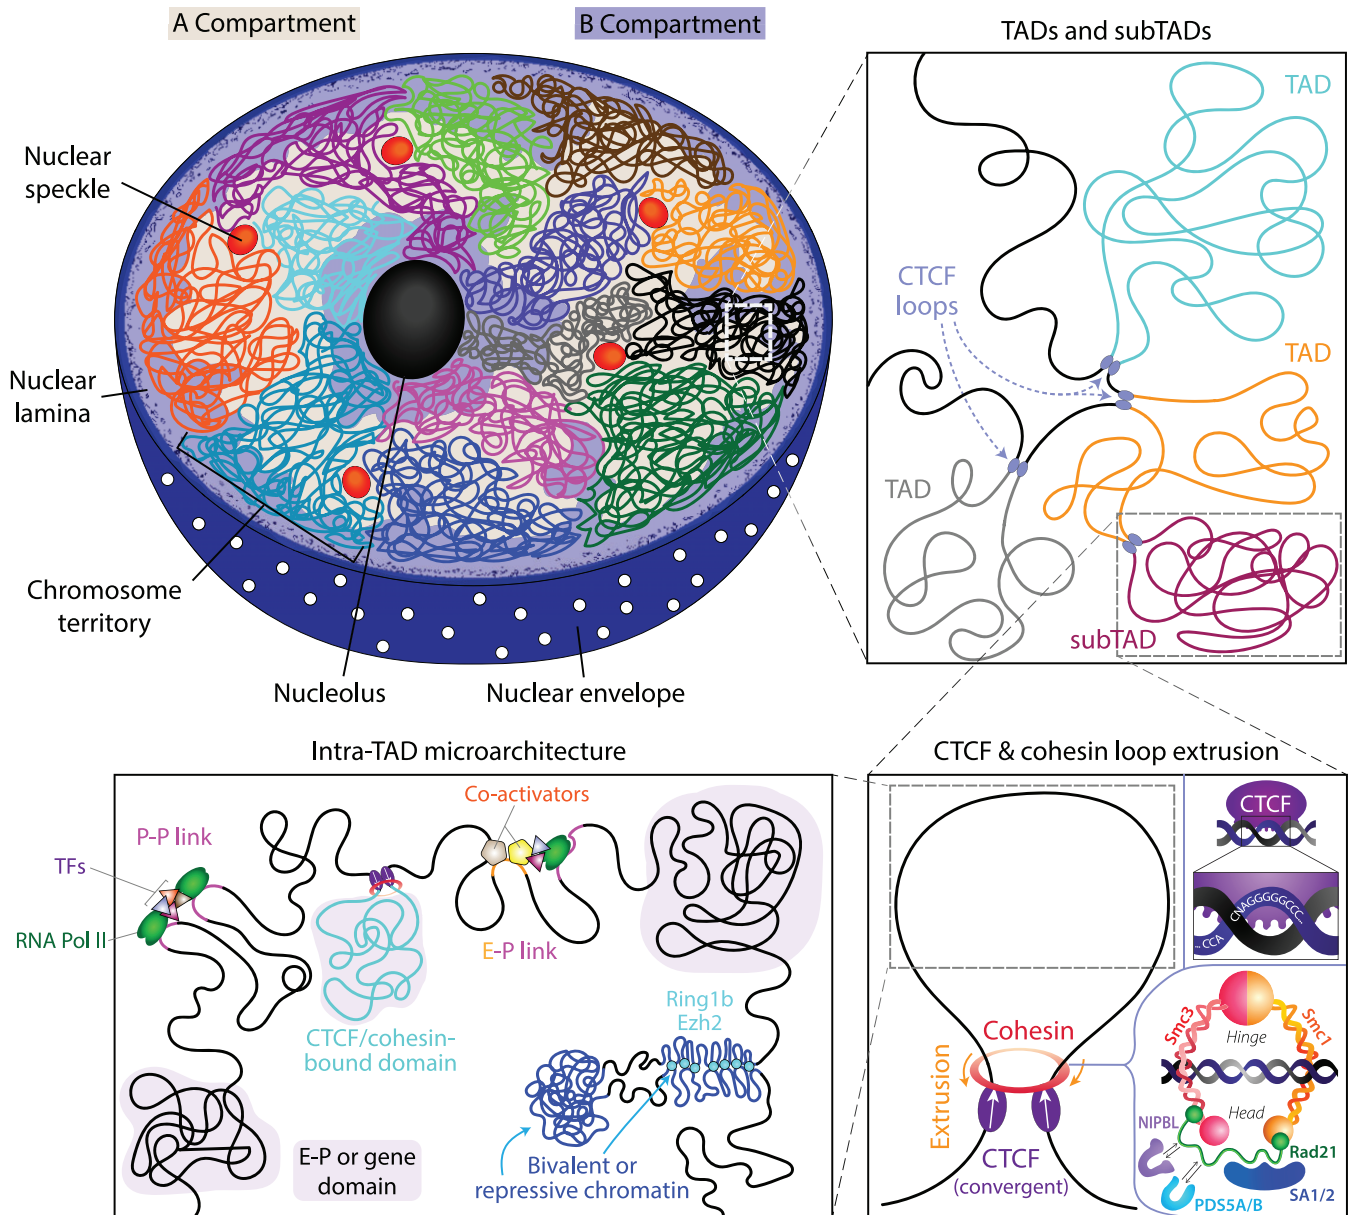 A Compartment
B Compartment
TADs and subTADs
Nuclear
speckle
Nuclear
lamina
Chromosome
territory
Nucleolus
Nuclear envelope
TAD
CTCF
loops
TAD
TAD
subTAD
Intra-TAD microarchitecture
P-P link
TFs
RNA Pol II
Co-activators
E-P link
CTCF/cohesin-
bound domain
Ring1b
Ezh2
E-P or gene
domain
Bivalent or
repressive chromatin
CTCF & cohesin loop extrusion
Cohesin
Extrusion
CTCF
(convergent)
CTCF
CNAGGGGGCCC..
.. CCA
Smc3
Smc1
Hinge
Head
NIPBL
Rad21
PDS5A/B
SA1/2